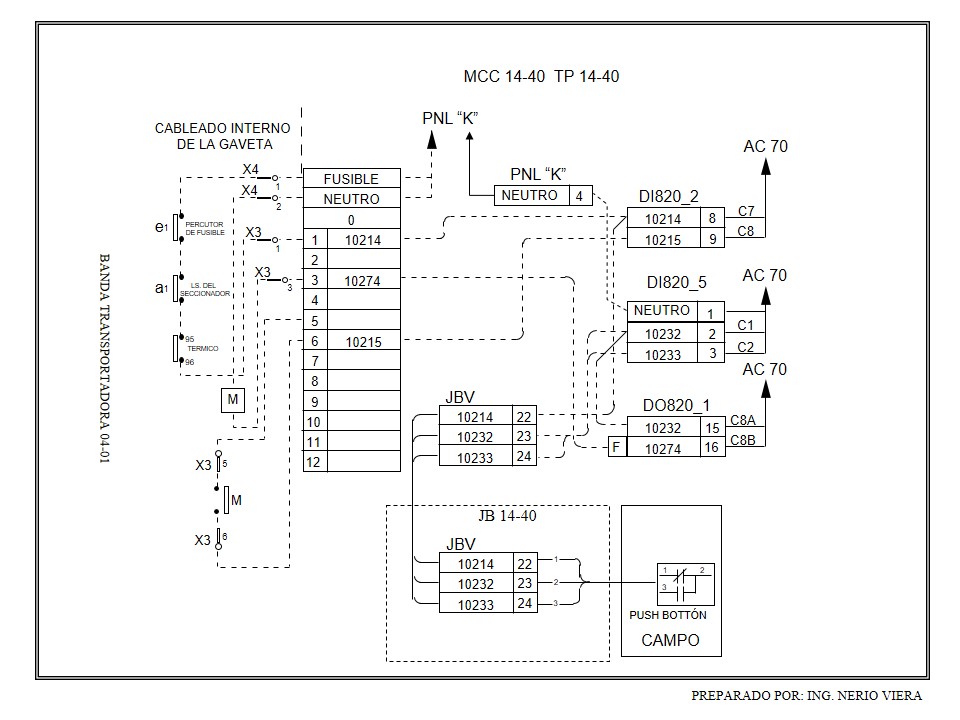 MCC 14-40 TP 14-40
CABLEADO INTERNO
DE LA GAVETA
PNL “K”
AC 70
X4
1
FUSIBLE
PNL “K”
X4
2
NEUTRO
NEUTRO 4
DI820_2
0
e1
PERCUTOR
DE FUSIBLE
X3
1
1 10214
10214 8 C7
10215 9 C8
2
X3
3
3 10274
AC 70
DI820_5
a1
LS. DEL
SECCIONADOR
4
NEUTRO 1
5
10232 2 C1
95
TERMICO
96
6 10215
10233 3 C2
7
AC 70
8
M
9
JBV
DO820_1
10
10214 22
10232 15 C8A
11
10232 23
F 10274 16 C8B
12
10233 24
X3 5
M
X3 6
BANDA TRANSPORTADORA 04-01
JB 14-40
JBV
10214 22 1
10232 23 2
10233 24 3
1 2
3
PUSH BOTTÓN
CAMPO
PREPARADO POR: ING. NERIO VIERA